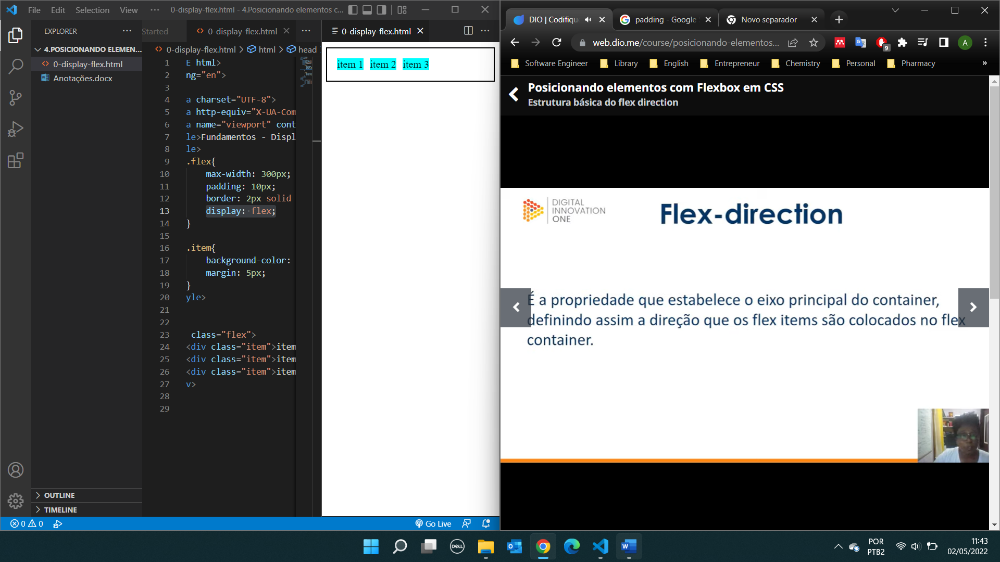 File Edit Selection View ··· 0-display-flex.html - 4.Posicionando elementos c...
EXPLORER ···
4.POSICIONANDO ELEMEN...
0-display-flex.html
Anotações.docx
OUTLINE
TIMELINE
Started 0-display-flex.html ···
0-display-flex.html > html > head
1 E html>
2 ng="en">
3
4 a charset="UTF-8">
5 a http-equiv="X-UA-Com
6 a name="viewport" cont
7 le>Fundamentos - Displ
8 le>
9 .flex{
10 max-width: 300px;
11 padding: 10px;
12 border: 2px solid
13 display: flex;
14 }
15
16 .item{
17 background-color:
18 margin: 5px;
19 }
20 yle>
21
22
23 class="flex">
24 <div class="item">item
25 <div class="item">item
26 <div class="item">item
27 v>
28
29
0-display-flex.html ···
item 1 item 2 item 3
0 0 Go Live
DIO | Codifique padding - Google Novo separador
web.dio.me/course/posicionando-elementos... 9 A
Software Engineer Library English Entrepreneur Chemistry Personal Pharmacy »
Posicionando elementos com Flexbox em CSS
Estrutura básica do flex direction
DIGITAL
INNOVATION
ONE
Flex-direction
É a propriedade que estabelece o eixo principal do container,
definindo assim a direção que os flex items são colocados no flex
container.
DELL
POR
PTB2
11:43
02/05/2022